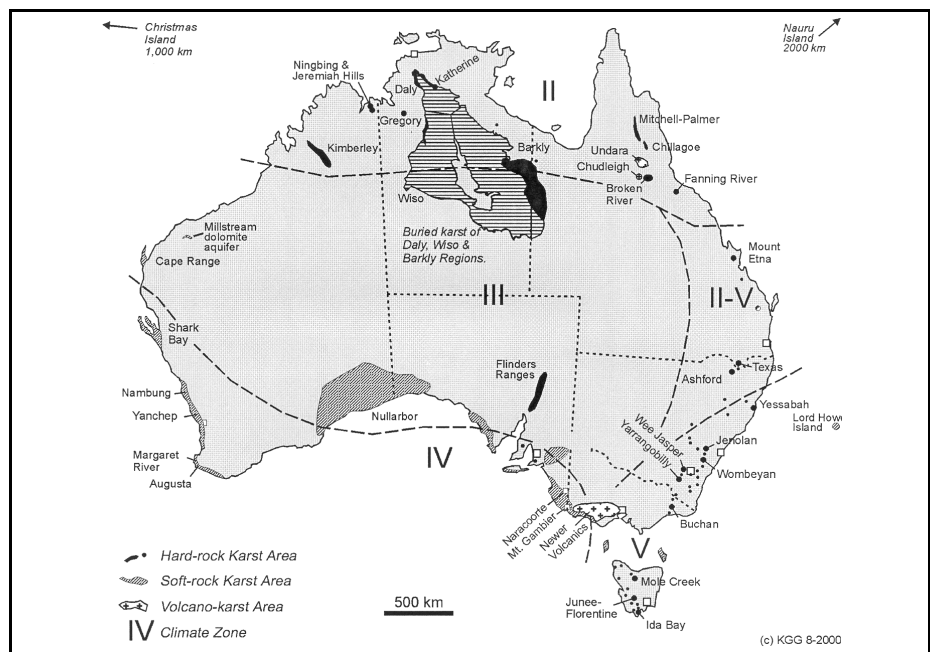 Christmas
Island
1,000 km
Nauru
Island
2000 km
Ningbing &
Jeremiah Hills
Katherine
Daly
II
Gregory
Mitchell-Palmer
Kimberley
Barkly
Undara
Chillagoe
Chudleigh
Fanning River
Broken
River
Wiso
Millstream
dolomite
aquifer
Buried karst of
Daly, Wiso &
Barkly Regions.
Cape Range
Mount
Etna
III
II-V
Shark
Bay
Flinders
Ranges
Texas
Ashford
Nambung
Nullarbor
Yessabah
Yanchep
Lord Howe
Island
Wee Jasper
Yarrangobilly
Jenolan
IV
Margaret
River
Wombeyan
Augusta
Naracoorte
Mt. Gambier
Newer
Volcanics
Buchan
V
Hard-rock Karst Area
Soft-rock Karst Area
Mole Creek
Volcano-karst Area
500 km
Junee-
Florentine
Ida Bay
IV Climate Zone
(c) KGG 8-2000